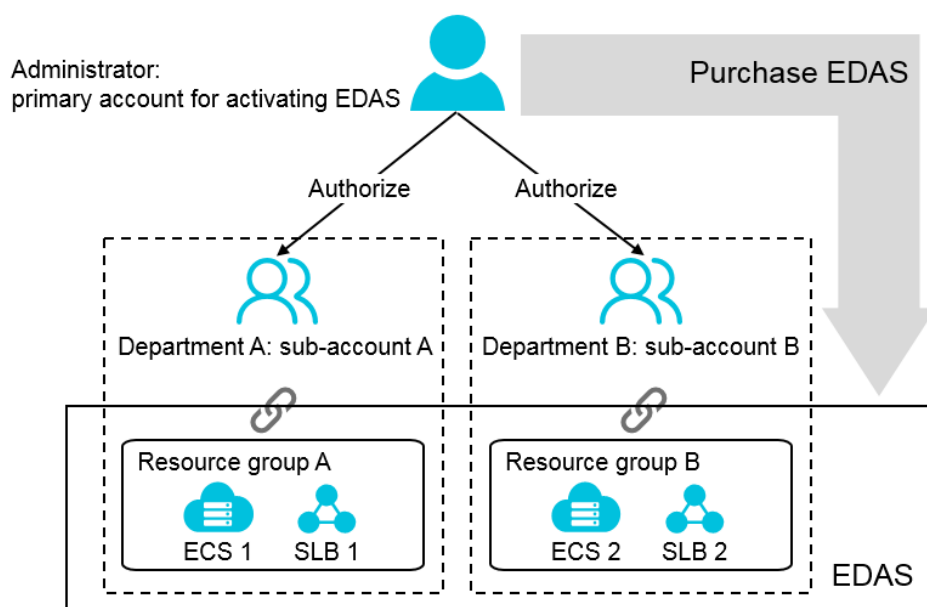 Administrator:
primary account for activating EDAS
Purchase EDAS
Authorize
Authorize
Department A: sub-account A
Department B: sub-account B
Resource group A
ECS 1
SLB 1
Resource group B
ECS 2
SLB 2
EDAS